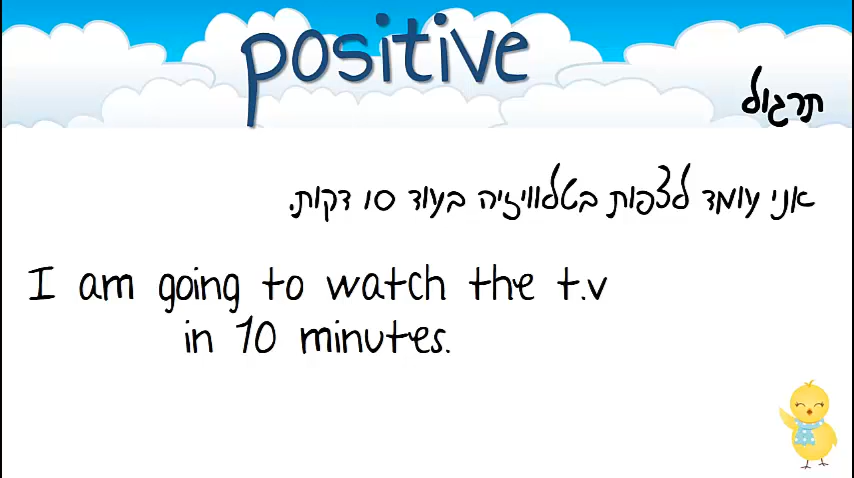 positive
תרגול
אני עומד לצפות בטלוויזיה בעוד 10 דקות.
I am going to watch the t.v
in 10 minutes.